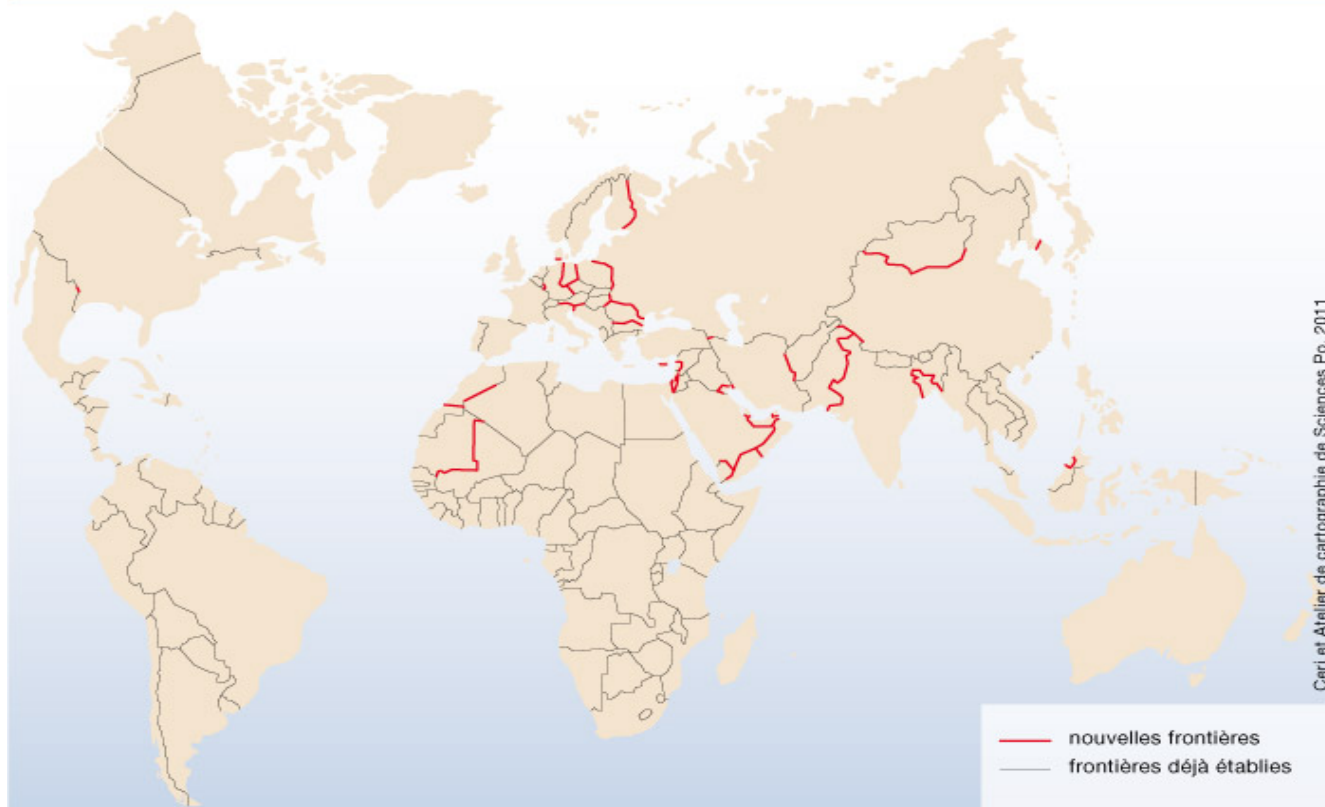 Ceri et Atelier de cartographie de Sciences Po, 2011
nouvelles frontières
frontières déjà établies